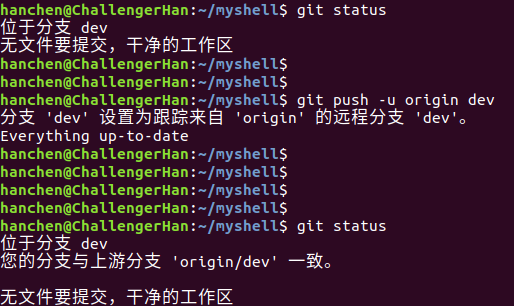 hanchen@ChallengerHan:~/myshell$ git status
位于分支 dev
无文件要提交，干净的工作区
hanchen@ChallengerHan:~/myshell$
hanchen@ChallengerHan:~/myshell$
hanchen@ChallengerHan:~/myshell$ git push -u origin dev
分支 'dev' 设置为跟踪来自 'origin' 的远程分支 'dev'。
Everything up-to-date
hanchen@ChallengerHan:~/myshell$
hanchen@ChallengerHan:~/myshell$
hanchen@ChallengerHan:~/myshell$
hanchen@ChallengerHan:~/myshell$
hanchen@ChallengerHan:~/myshell$ git status
位于分支 dev
您的分支与上游分支 'origin/dev' 一致。
无文件要提交，干净的工作区